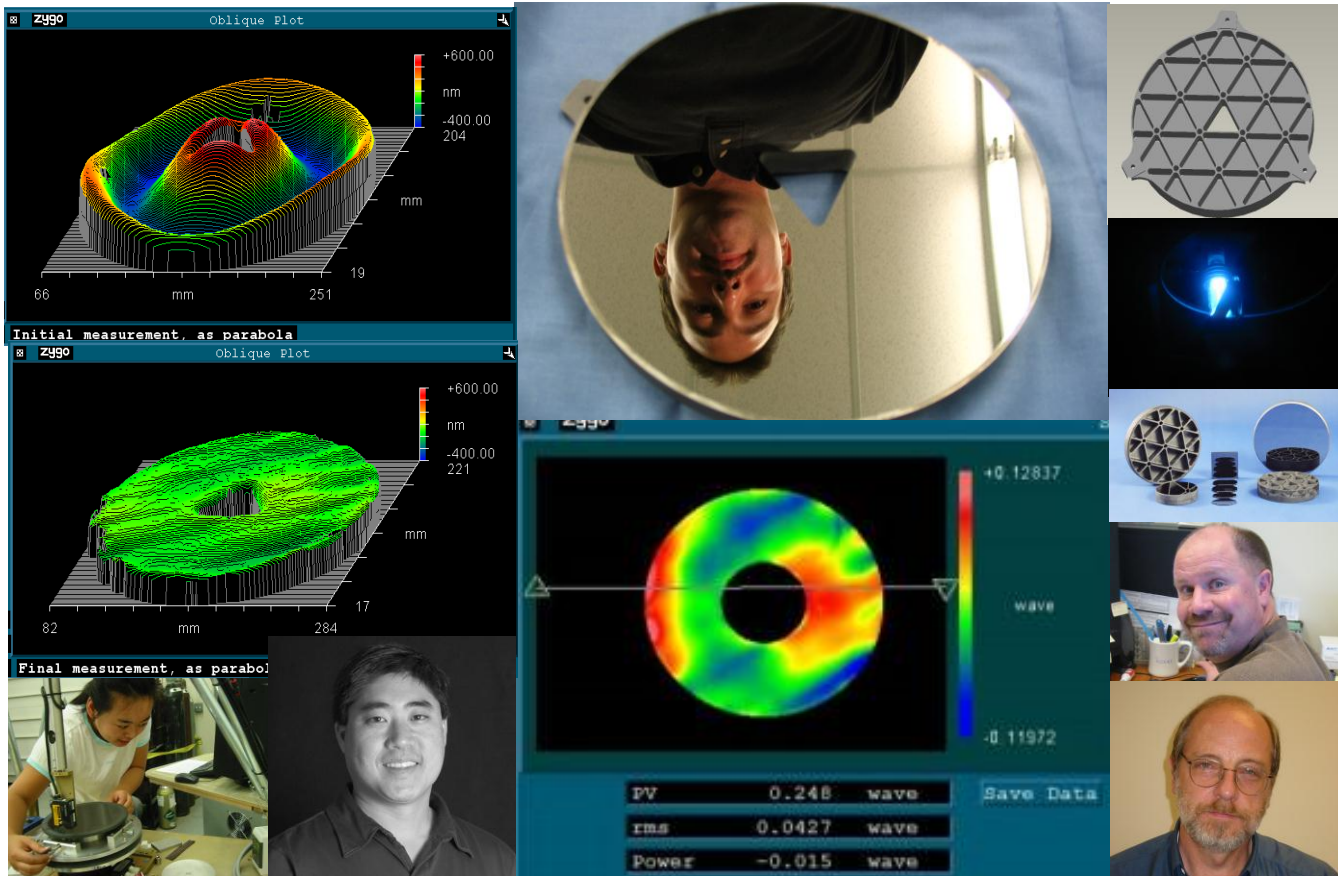 zygo
Oblique Plot
+600.00
nm
-400.00
204
mm
19
66
mm
251
Initial measurement, as parabola
zygo
Oblique Plot
+600.00
nm
-400.00
221
mm
17
82
mm
284
Final measurement, as parabol
zygo
+0.12837
wave
-0.11972
PV 0.248 wave
Save Data
rms 0.0427 wave
Power -0.015 wave